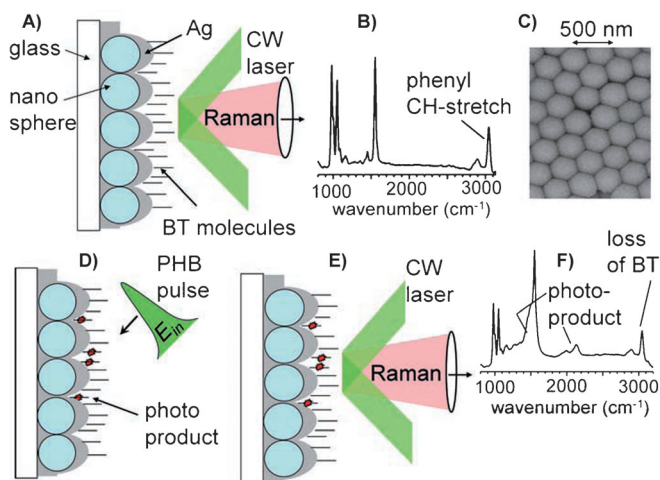 A)
Ag
glass
nano
sphere
CW
laser
Raman
BT molecules
B)
phenyl
CH-stretch
1000 2000 3000
wavenumber (cm⁻¹)
C)
500 nm
D)
PHB
pulse
E_in
photo
product
E)
CW
laser
Raman
F)
loss
of BT
photo-
product
1000 2000 3000
wavenumber (cm⁻¹)